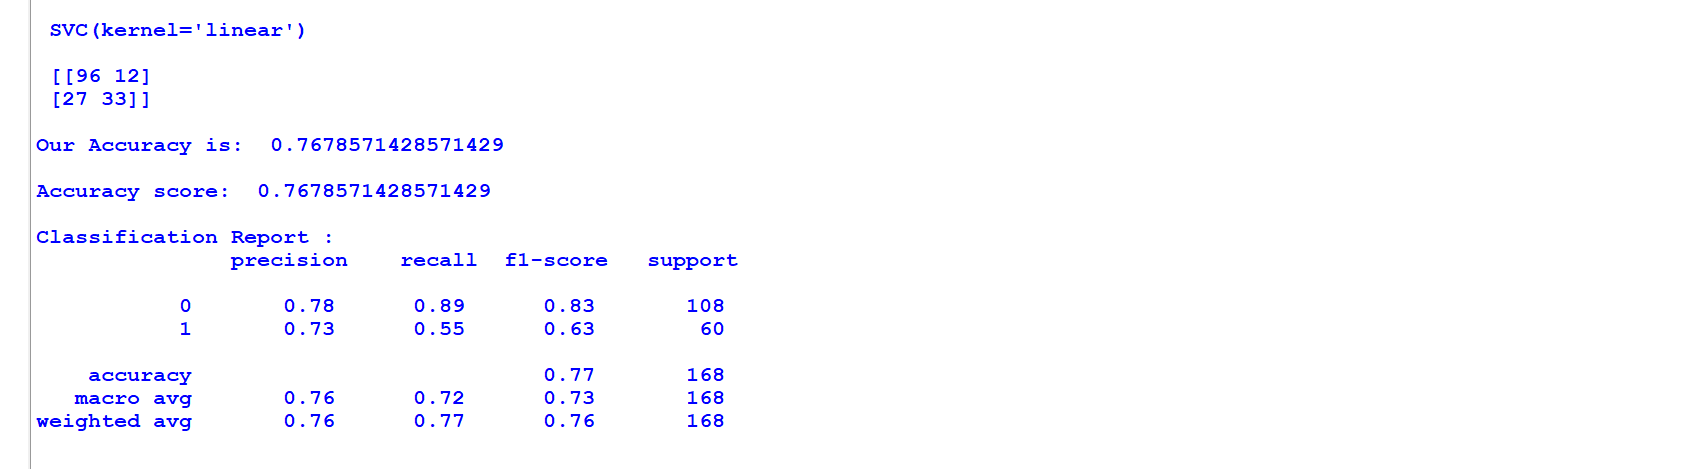 SVC(kernel='linear')
[[96 12]
[27 33]]
Our Accuracy is:  0.7678571428571429
Accuracy score:  0.7678571428571429
Classification Report :
precision    recall  f1-score   support
0       0.78      0.89      0.83       108
1       0.73      0.55      0.63        60
accuracy                           0.77       168
macro avg       0.76      0.72      0.73       168
weighted avg       0.76      0.77      0.76       168